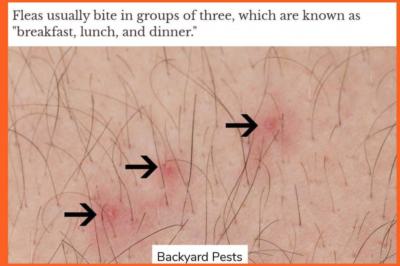 Fleas usually bite in groups of three, which are known as
"breakfast, lunch, and dinner."
Backyard Pests